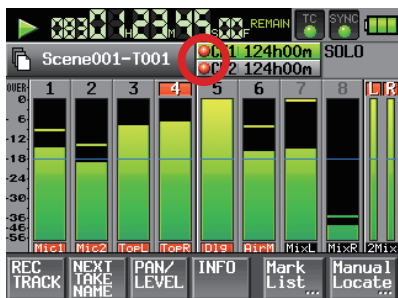 REMAIN TC SYNC
Scene001-T001
CF1 124h00m SOLO
CF2 124h00m
OVER 1 2 3 4 5 6 7 8 L R
0
6
-12
-18
-24
-30
-36
-46
-56
Mic1 Mic2 TopL TopR Dlg AirM MixL MixR 2Mix
REC TRACK
NEXT TAKE NAME
PAN/ LEVEL
INFO
Mark List ...
Manual Locate ...